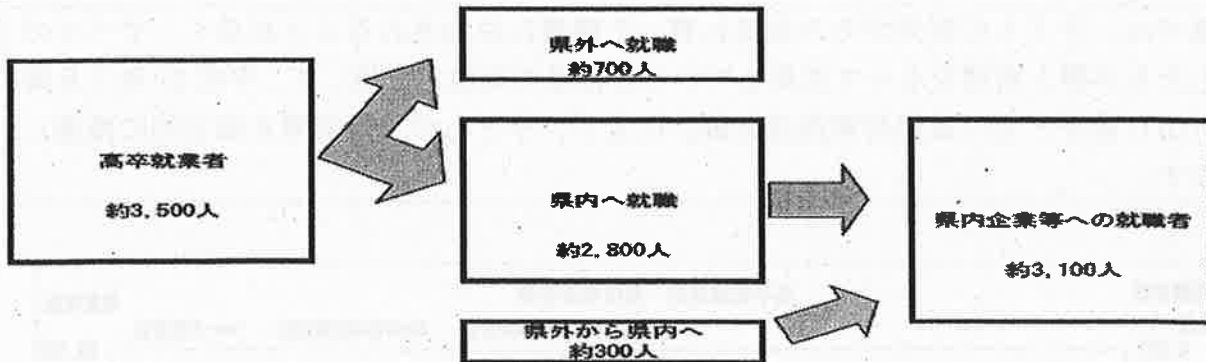 高卒就業者
約3,500人
県外へ就職
約700人
県内へ就職
約2,800人
県外から県内へ
約300人
県内企業等への就職者
約3,100人